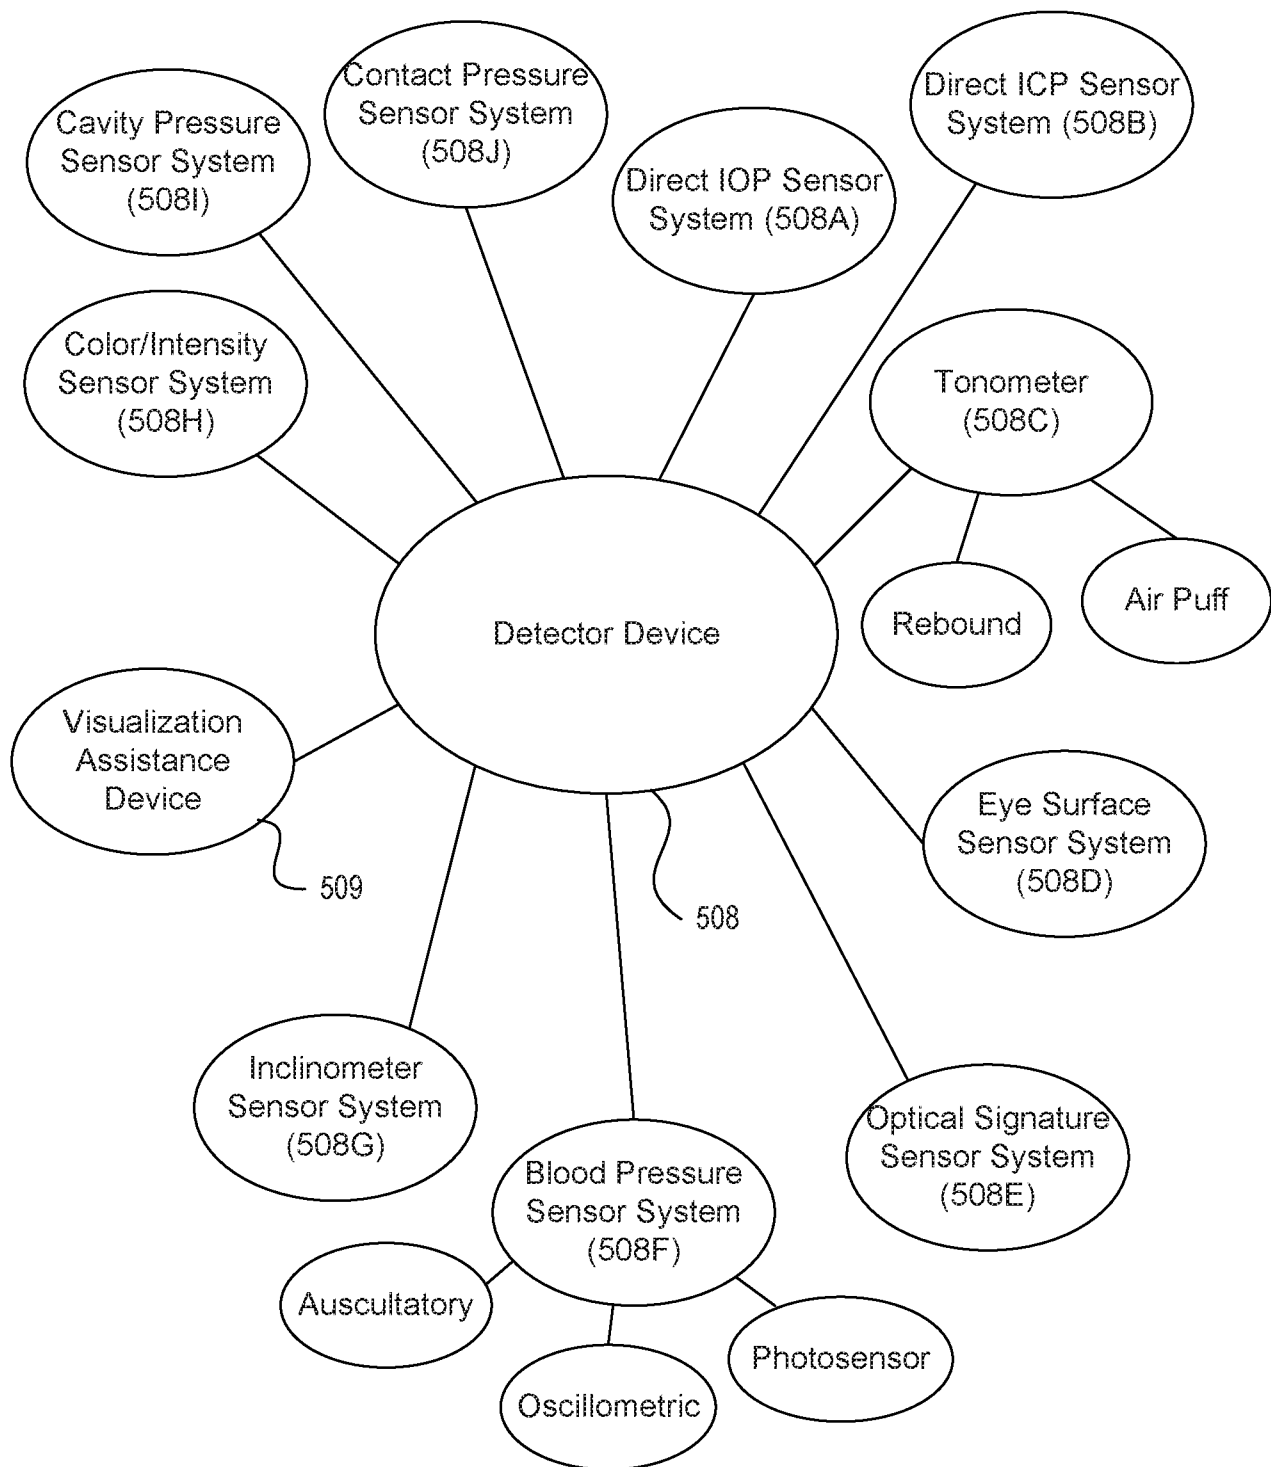 Contact Pressure
Sensor System
(508J)
Direct ICP Sensor
System (508B)
Cavity Pressure
Sensor System
(508I)
Direct IOP Sensor
System (508A)
Color/Intensity
Sensor System
(508H)
Tonometer
(508C)
Rebound
Air Puff
Detector Device
Visualization
Assistance
Device
509
508
Eye Surface
Sensor System
(508D)
Inclinometer
Sensor System
(508G)
Blood Pressure
Sensor System
(508F)
Optical Signature
Sensor System
(508E)
Auscultatory
Oscillometric
Photosensor